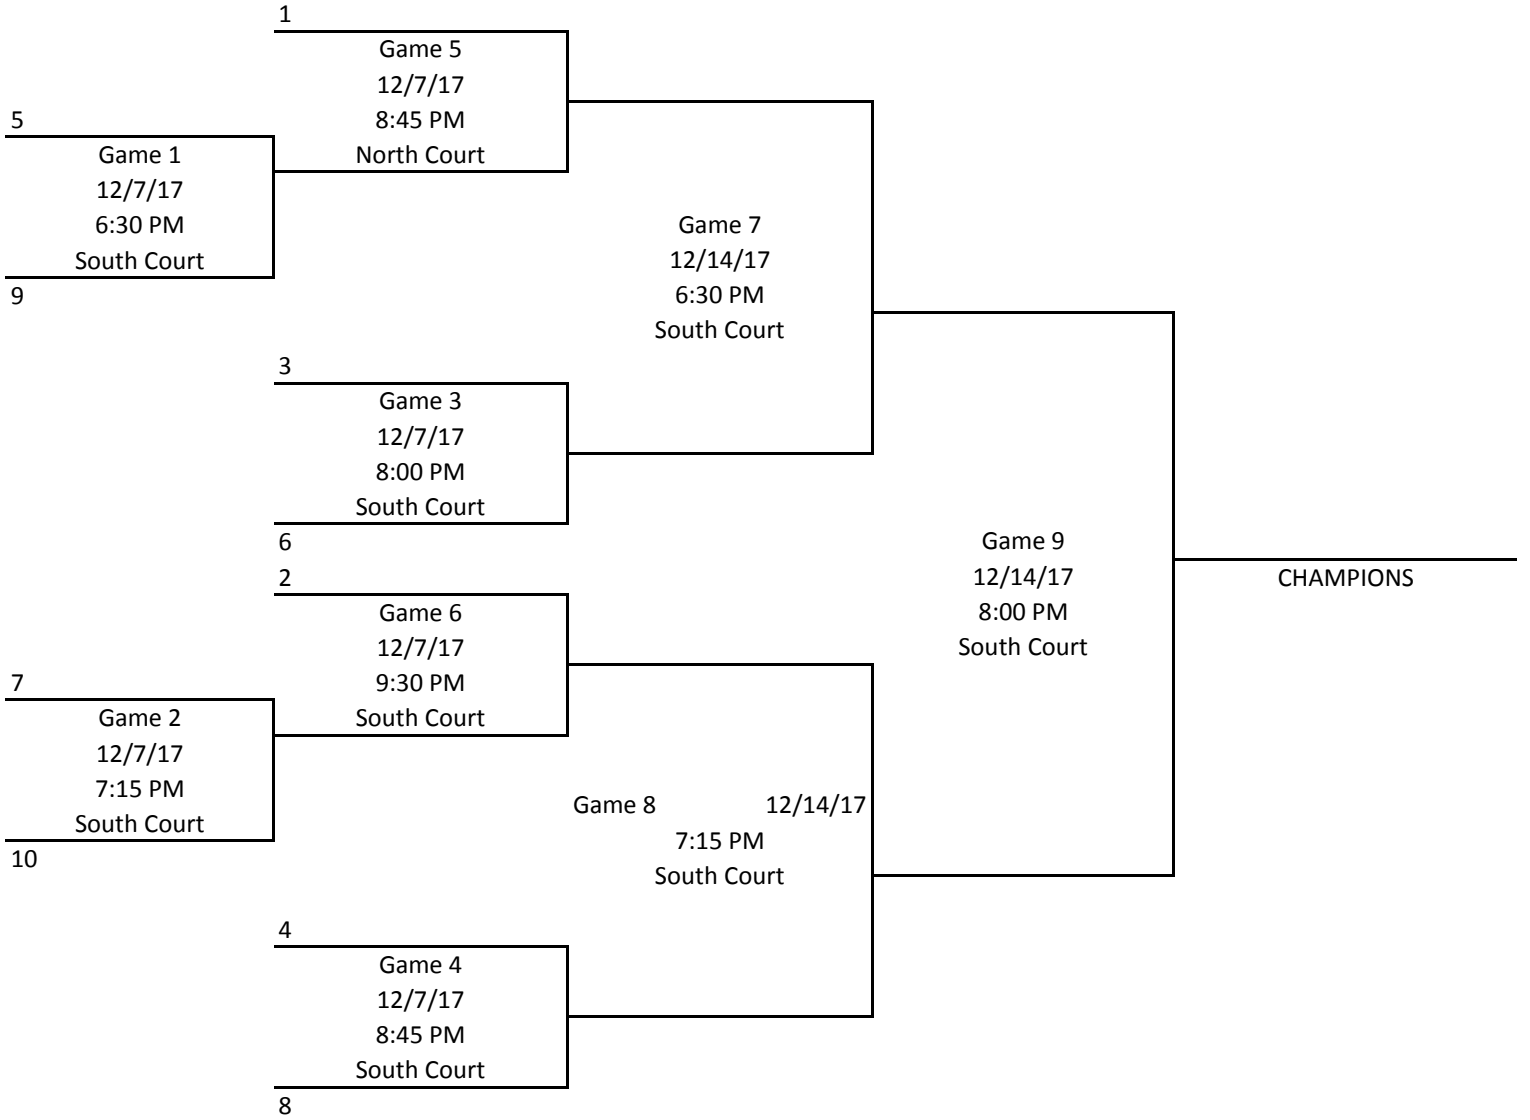 1
Game 5
12/7/17
8:45 PM
North Court
5
Game 1
12/7/17
6:30 PM
South Court
9
Game 7
12/14/17
6:30 PM
South Court
3
Game 3
12/7/17
8:00 PM
South Court
6
2
Game 6
12/7/17
9:30 PM
South Court
7
Game 2
12/7/17
7:15 PM
South Court
10
Game 8 12/14/17
7:15 PM
South Court
4
Game 4
12/7/17
8:45 PM
South Court
8
Game 9
12/14/17
8:00 PM
South Court
CHAMPIONS